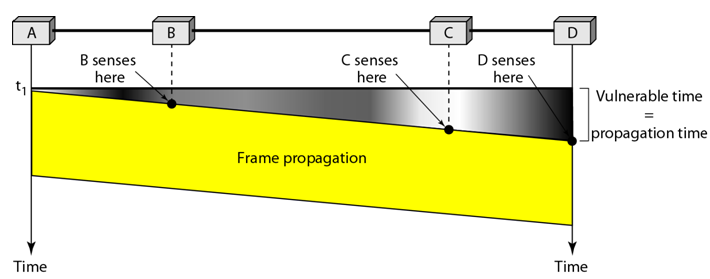 A
B
C
D
B senses
here
C senses
here
D senses
here
t1
Vulnerable time
=
propagation time
Frame propagation
Time
Time